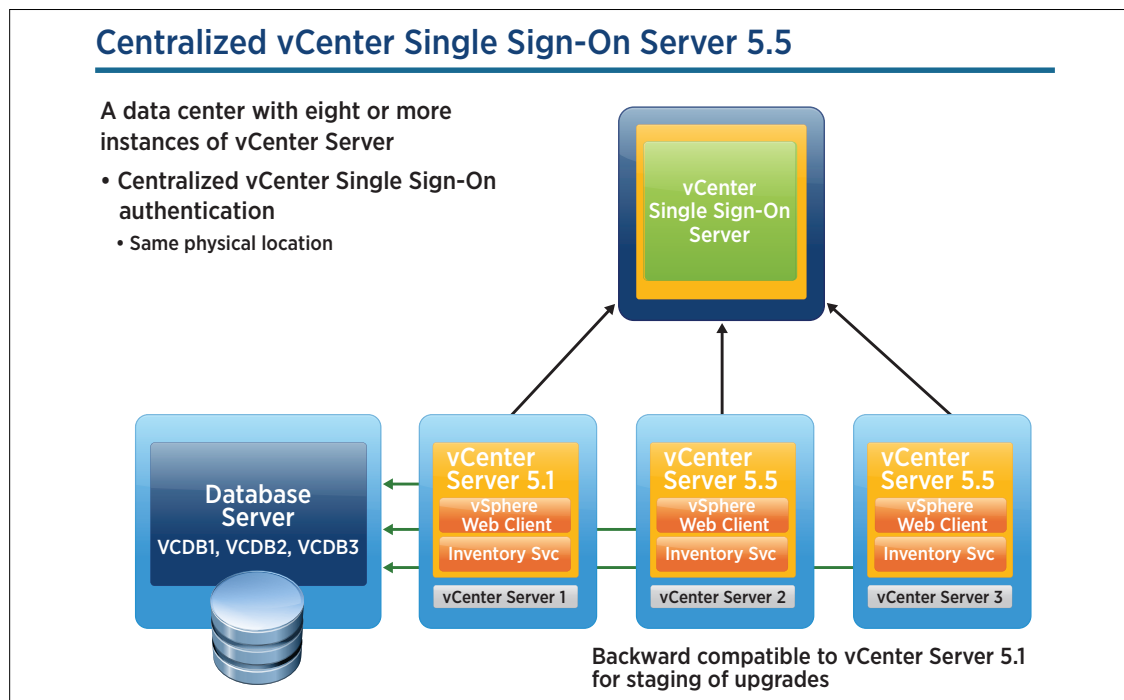 Centralized vCenter Single Sign-On Server 5.5
A data center with eight or more
instances of vCenter Server
• Centralized vCenter Single Sign-On
authentication
• Same physical location
vCenter
Single Sign-On
Server
Database
Server
VCDB1, VCDB2, VCDB3
vCenter
Server 5.1
vSphere
Web Client
Inventory Svc
vCenter Server 1
vCenter
Server 5.5
vSphere
Web Client
Inventory Svc
vCenter Server 2
vCenter
Server 5.5
vSphere
Web Client
Inventory Svc
vCenter Server 3
Backward compatible to vCenter Server 5.1
for staging of upgrades